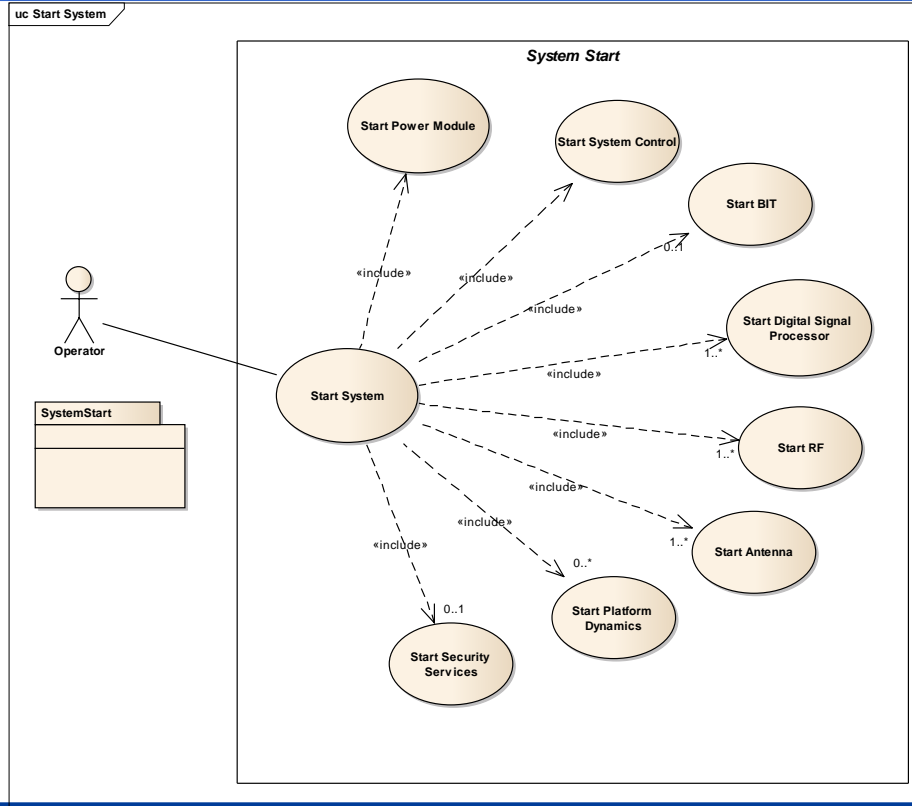 uc Start System
System Start
Start Power Module
Start System Control
Start BIT
0..1
«include»
«include»
«include»
Start Digital Signal
Processor
1..*
«include»
Operator
Start System
SystemStart
«include»
Start RF
1..*
«include»
Start Antenna
1..*
«include»
0..*
Start Platform
Dynamics
«include»
0..1
Start Security
Services